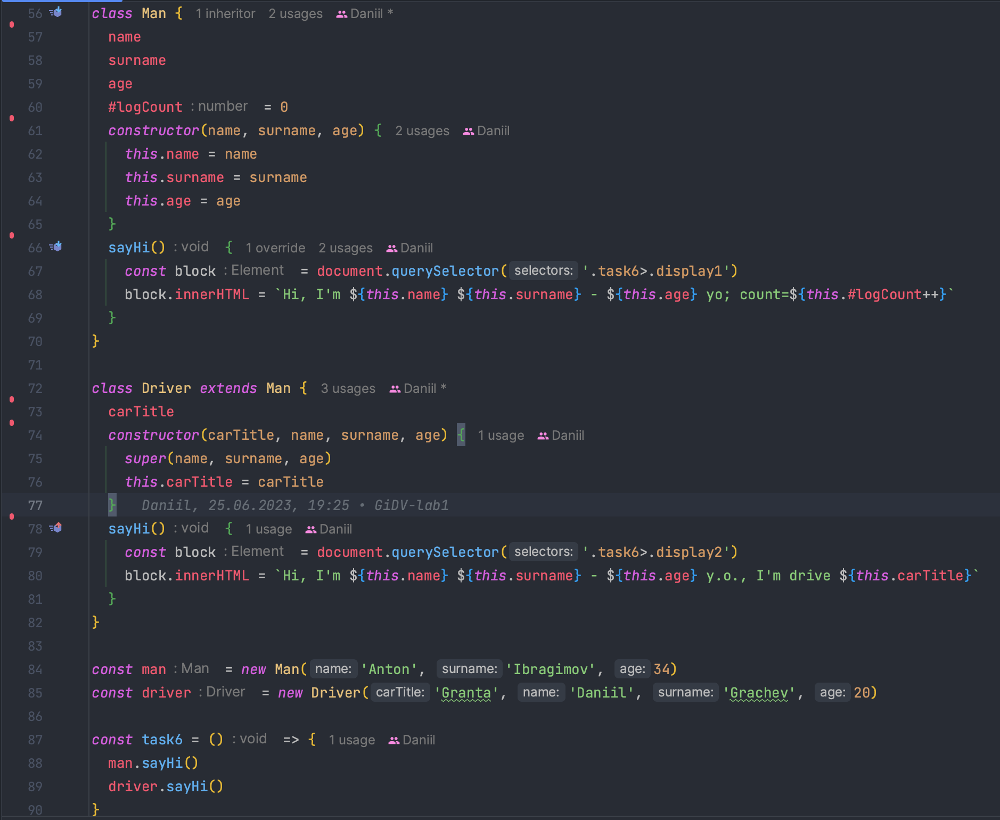 56 class Man { 1 inheritor 2 usages Daniil *
57 name
58 surname
59 age
60 #logCount : number = 0
61 constructor(name, surname, age) { 2 usages Daniil
62 this.name = name
63 this.surname = surname
64 this.age = age
65 }
66 sayHi() : void { 1 override 2 usages Daniil
67 const block : Element = document.querySelector( selectors: '.task6>.display1')
68 block.innerHTML = `Hi, I'm ${this.name} ${this.surname} - ${this.age} yo; count=${this.#logCount++}`
69 }
70 }
71
72 class Driver extends Man { 3 usages Daniil *
73 carTitle
74 constructor(carTitle, name, surname, age) { 1 usage Daniil
75 super(name, surname, age)
76 this.carTitle = carTitle
77 } Daniil, 25.06.2023, 19:25 • GiDV-lab1
78 sayHi() : void { 1 usage Daniil
79 const block : Element = document.querySelector( selectors: '.task6>.display2')
80 block.innerHTML = `Hi, I'm ${this.name} ${this.surname} - ${this.age} y.o., I'm drive ${this.carTitle}`
81 }
82 }
83
84 const man : Man = new Man( name: 'Anton', surname: 'Ibragimov', age: 34)
85 const driver : Driver = new Driver( carTitle: 'Granta', name: 'Daniil', surname: 'Grachev', age: 20)
86
87 const task6 = () : void => { 1 usage Daniil
88 man.sayHi()
89 driver.sayHi()
90 }